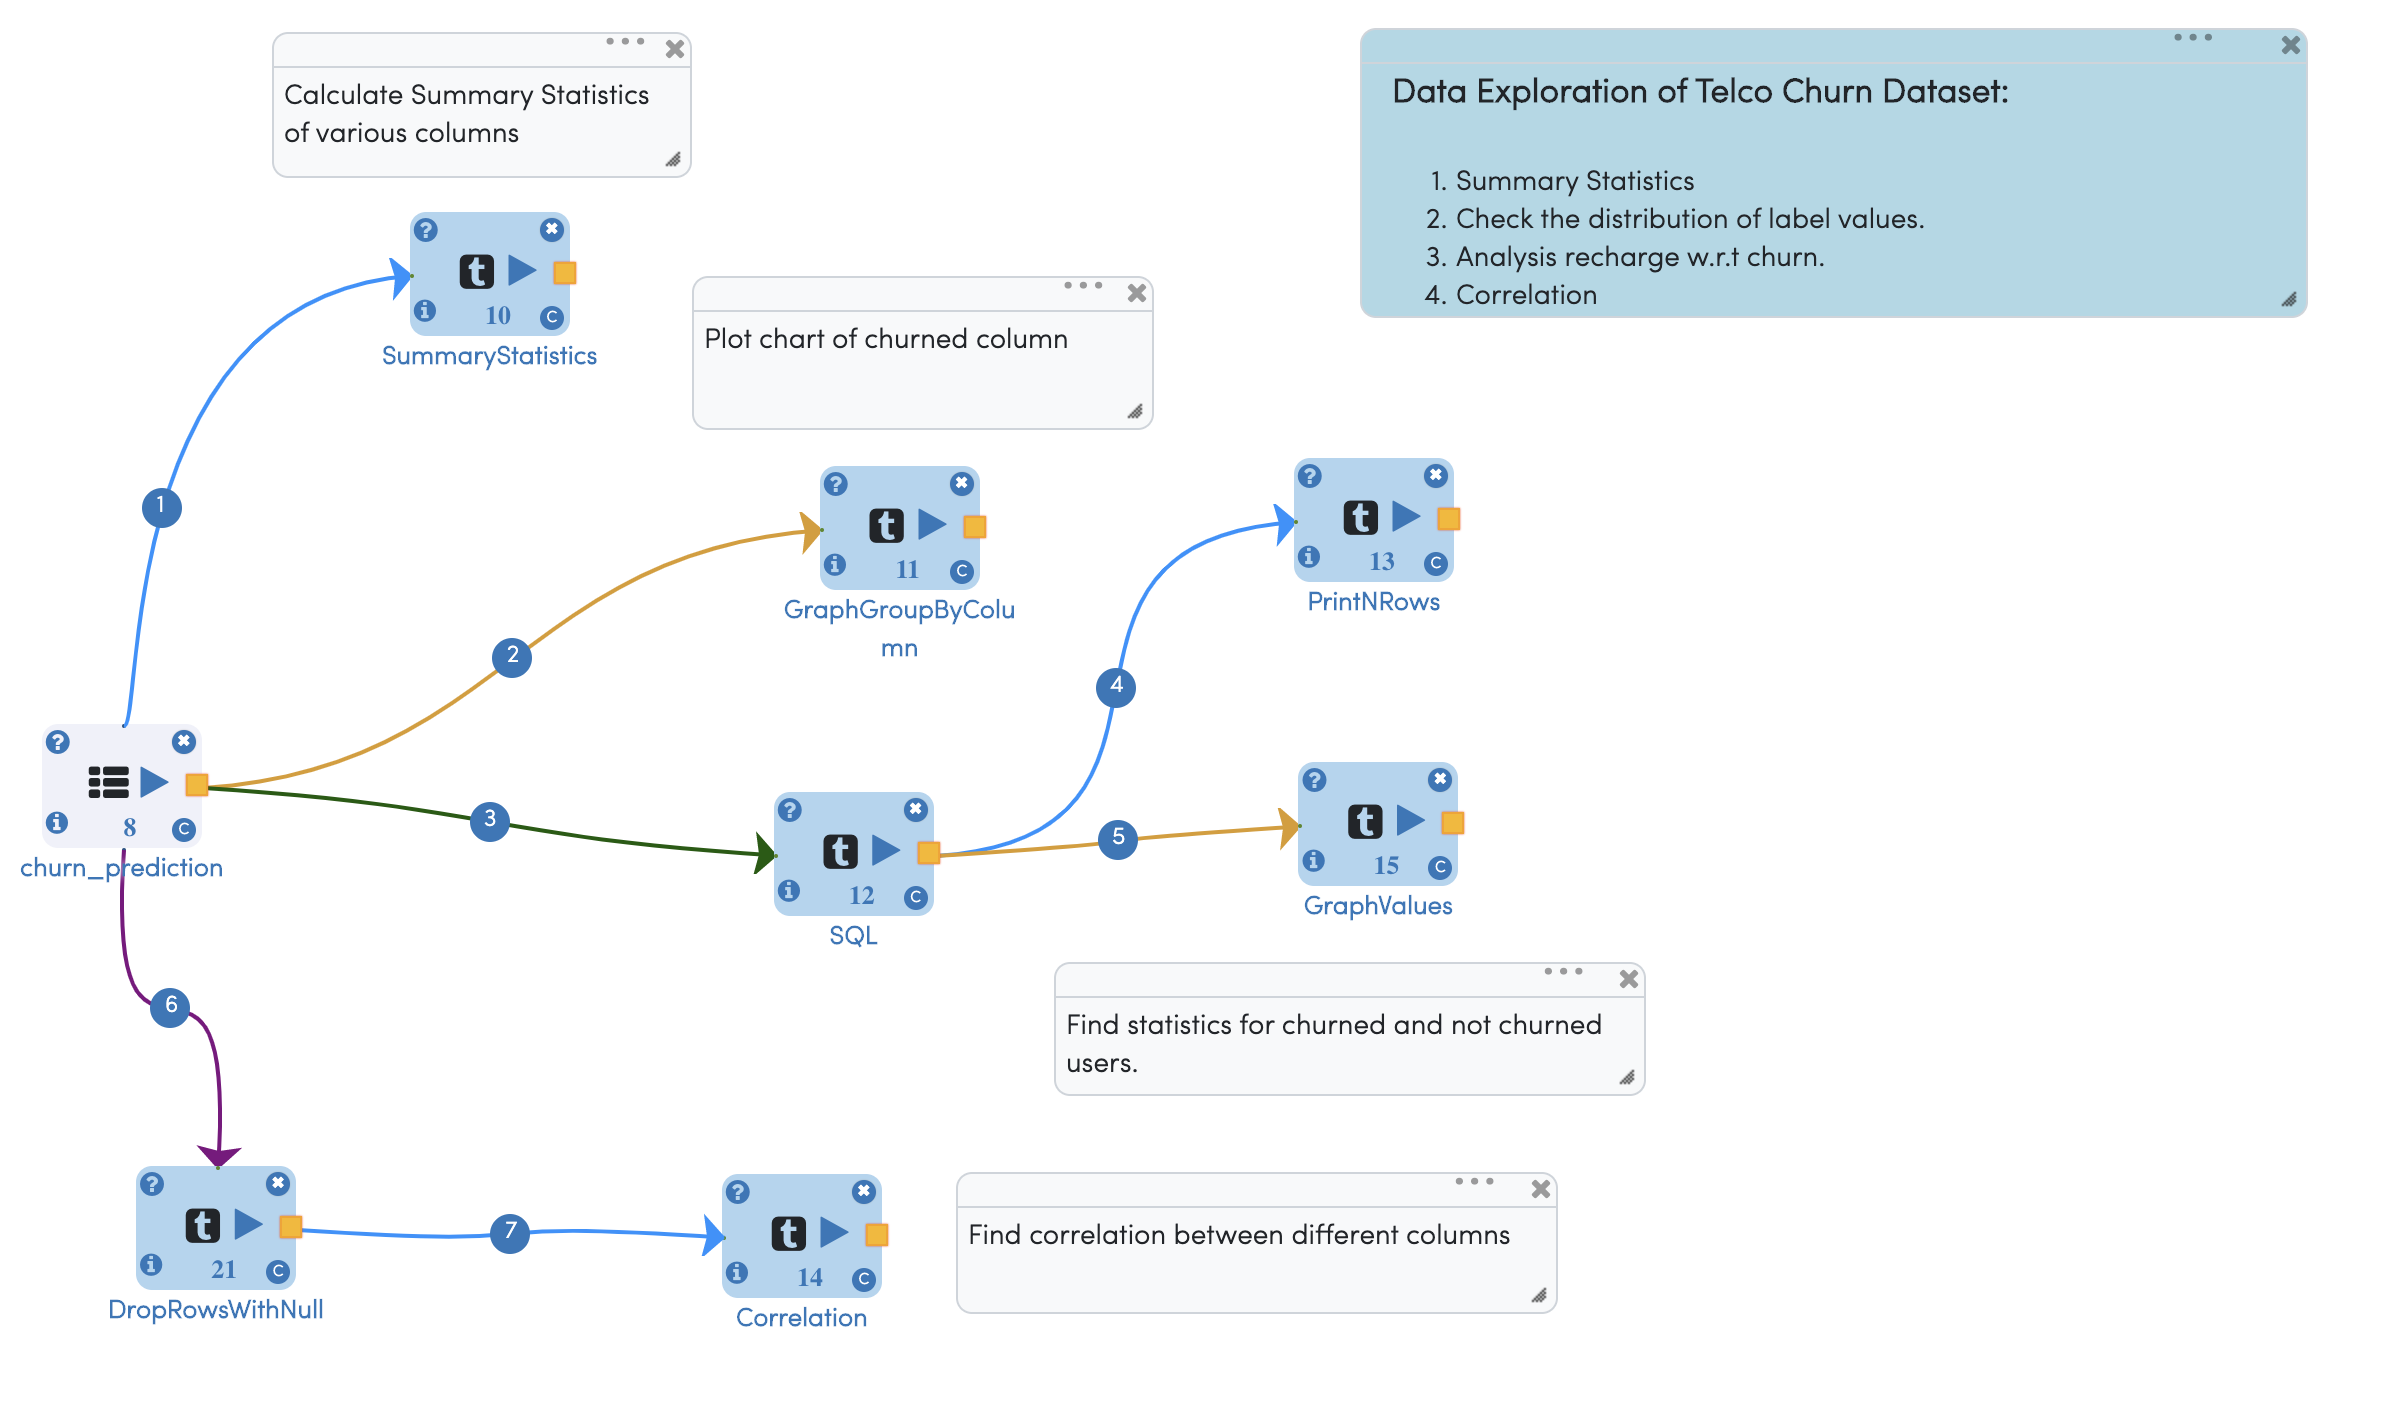 Calculate Summary Statistics
of various columns
Data Exploration of Telco Churn Dataset:
1. Summary Statistics
2. Check the distribution of label values.
3. Analysis recharge w.r.t churn.
4. Correlation
? t
i 10 C
SummaryStatistics
Plot chart of churned column
1
? t
i 11 C
GraphGroupByColu
mn
? t
i 13 C
PrintNRows
2
4
?
i 8 C
churn_prediction
3
? t
i 12 C
SQL
5
? t
i 15 C
GraphValues
6
Find statistics for churned and not churned
users.
? t
i 21 C
DropRowsWithNull
7
? t
i 14 C
Correlation
Find correlation between different columns